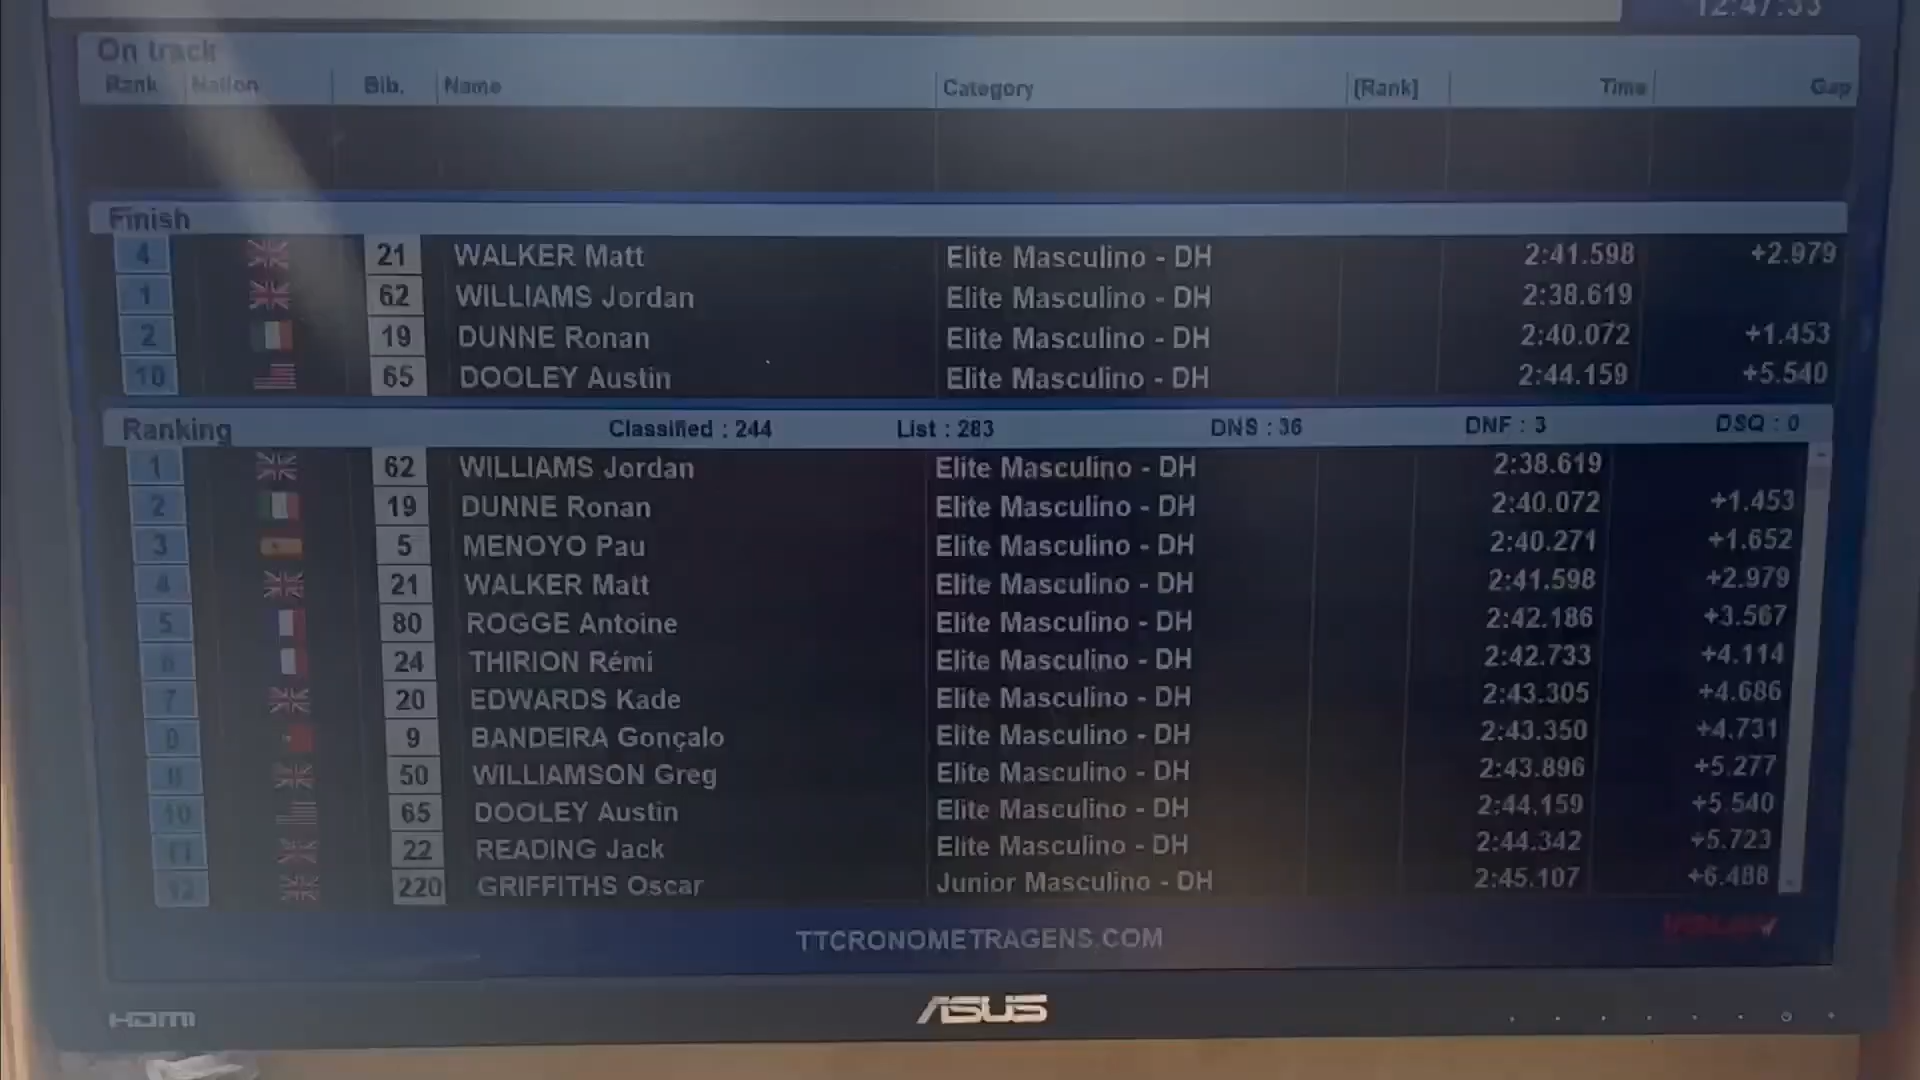 12:47:33
On track
Rank Nation Bib. Name Category [Rank] Time Gap
Finish
4 21 WALKER Matt Elite Masculino - DH 2:41.598 +2.979
1 62 WILLIAMS Jordan Elite Masculino - DH 2:38.619
2 19 DUNNE Ronan Elite Masculino - DH 2:40.072 +1.453
10 65 DOOLEY Austin Elite Masculino - DH 2:44.159 +5.540
Ranking Classified : 244 List : 283 DNS : 36 DNF : 3 DSQ : 0
1 62 WILLIAMS Jordan Elite Masculino - DH 2:38.619
2 19 DUNNE Ronan Elite Masculino - DH 2:40.072 +1.453
3 5 MENOYO Pau Elite Masculino - DH 2:40.271 +1.652
4 21 WALKER Matt Elite Masculino - DH 2:41.598 +2.979
5 80 ROGGE Antoine Elite Masculino - DH 2:42.186 +3.567
6 24 THIRION Rémi Elite Masculino - DH 2:42.733 +4.114
7 20 EDWARDS Kade Elite Masculino - DH 2:43.305 +4.686
8 9 BANDEIRA Gonçalo Elite Masculino - DH 2:43.350 +4.731
9 50 WILLIAMSON Greg Elite Masculino - DH 2:43.896 +5.277
10 65 DOOLEY Austin Elite Masculino - DH 2:44.159 +5.540
11 22 READING Jack Elite Masculino - DH 2:44.342 +5.723
12 220 GRIFFITHS Oscar Junior Masculino - DH 2:45.107 +6.488
TTCRONOMETRAGENS.COM
HDMI
ASUS